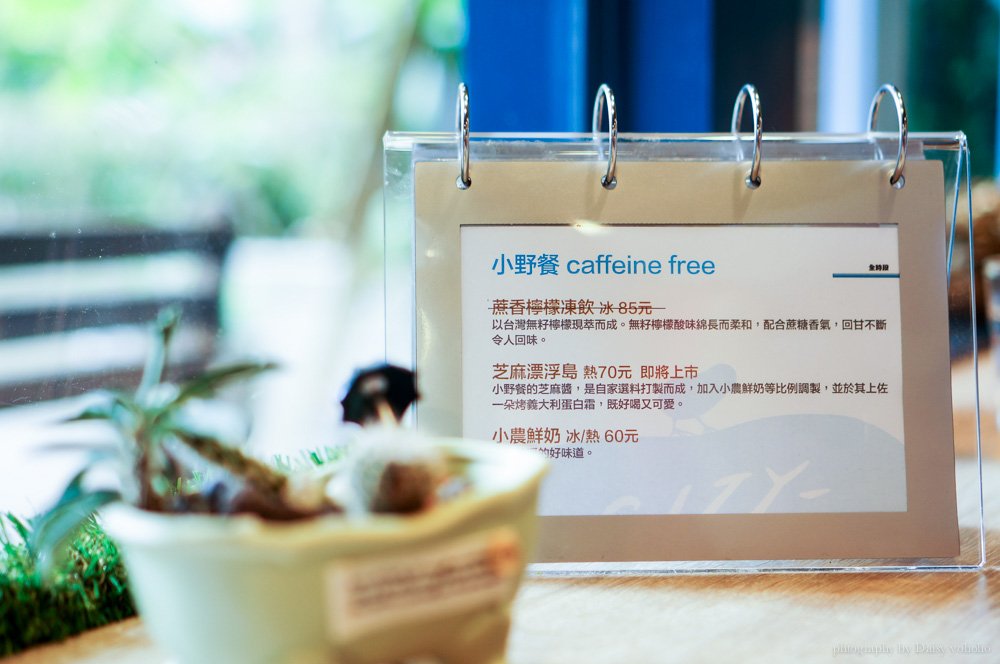 小野餐 caffeine free
全時段
蔗香檸檬凍飲 冰 85元
以台灣無籽檸檬現萃而成。無籽檸檬酸味綿長而柔和，配合蔗糖香氣，回甘不斷
令人回味。
芝麻漂浮島 熱70元 即將上市
小野餐的芝麻醬，是自家選料打製而成，加入小農鮮奶等比例調製，並於其上佐
一朵烤義大利蛋白霜，既好喝又可愛。
小農鮮奶 冰/熱 60元
的好味道。
phtography by Daisy yohoho